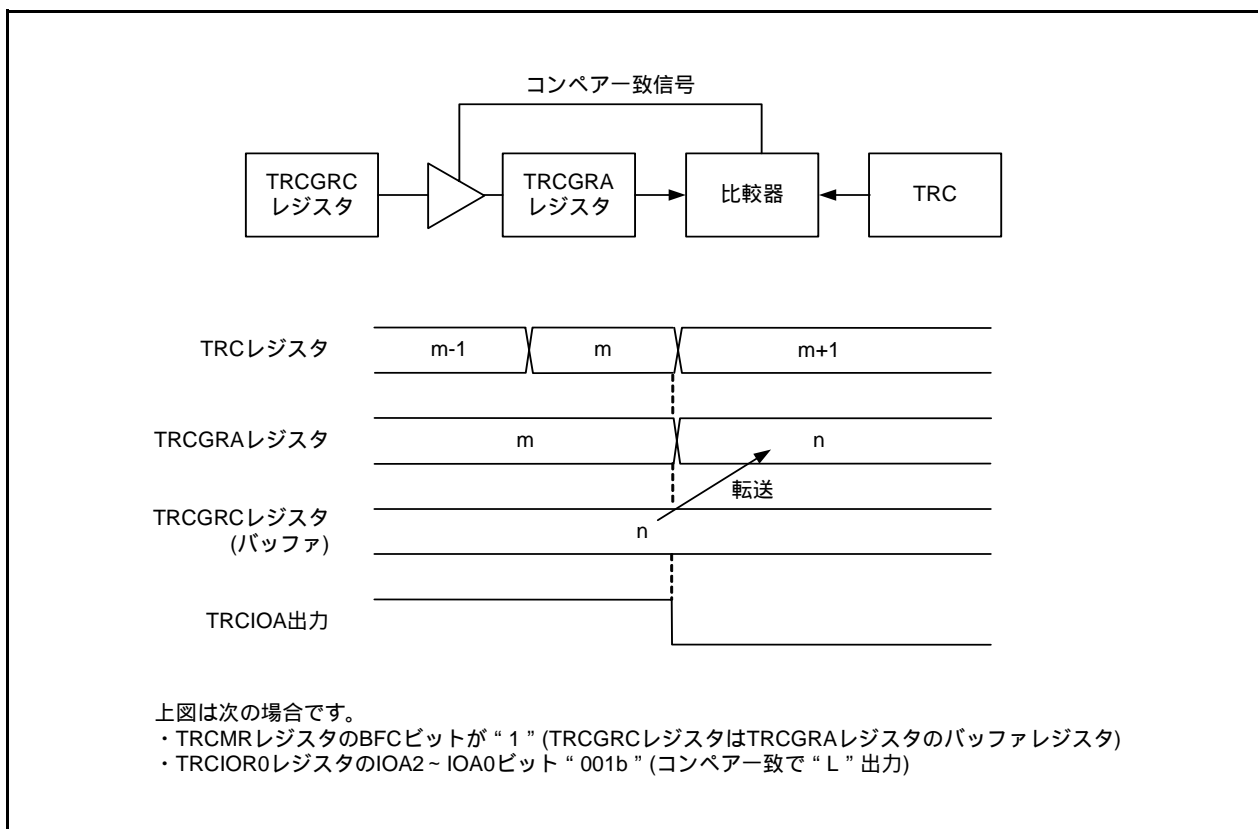 コンペア一致信号
TRCGRC
レジスタ
TRCGRA
レジスタ
比較器
TRC
TRCレジスタ
m-1
m
m+1
TRCGRAレジスタ
m
n
転送
TRCGRCレジスタ
(バッファ)
n
TRCIOA出力
上図は次の場合です。
・TRCMRレジスタのBFCビットが“1”(TRCGRCレジスタはTRCGRAレジスタのバッファレジスタ)
・TRCIOR0レジスタのIOA2~IOA0ビット“001b”(コンペア一致で“L”出力)